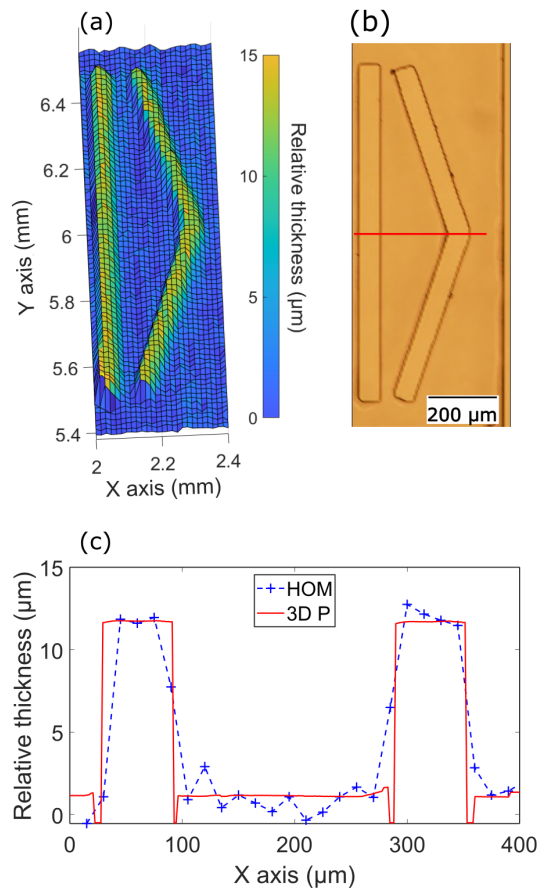 (a)
(b)
15
10
5
0
Relative thickness (μm)
6.4
6.2
6
5.8
5.6
5.4
Y axis (mm)
2
2.2
2.4
X axis (mm)
200 μm
(c)
15
10
5
0
Relative thickness (μm)
HOM
3D P
0
100
200
300
400
X axis (μm)